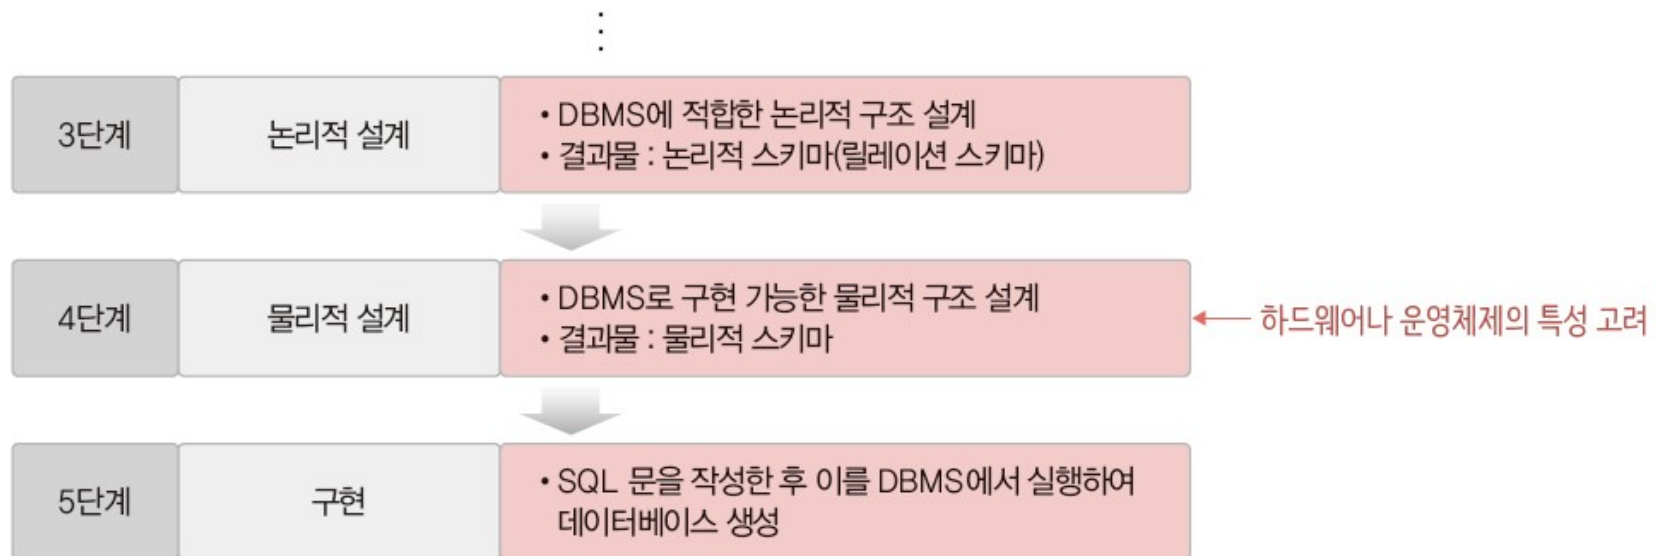 3단계
논리적 설계
• DBMS에 적합한 논리적 구조 설계
• 결과물 : 논리적 스키마(릴레이션 스키마)
4단계
물리적 설계
• DBMS로 구현 가능한 물리적 구조 설계
• 결과물 : 물리적 스키마
하드웨어나 운영체제의 특성 고려
5단계
구현
• SQL 문을 작성한 후 이를 DBMS에서 실행하여
데이터베이스 생성